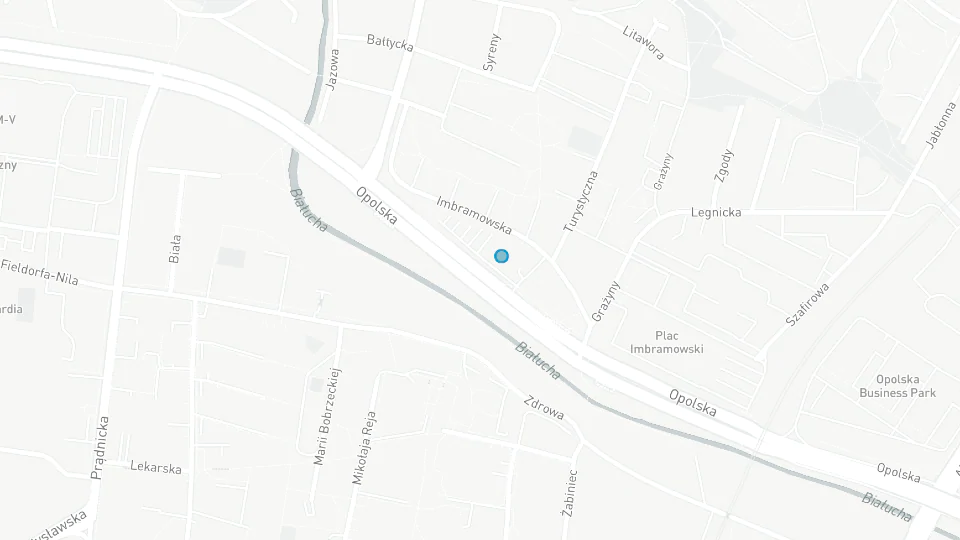 Litawora
Bałtycka
Syreny
Jazowa
Jabłonna
M-V
Grażyny
Zgody
Turystyczna
Białucha
Opolska
Imbramowska
Legnicka
Biała
Fieldorfa-Nila
Grażyny
Szafirowa
Plac
Imbramowski
Białucha
Opolska
Business Park
Opolska
Zdrowa
Marii Bobrzeckiej
Mikołaja Reja
Prądnicka
Lekarska
Żabiniec
Opolska
Białucha